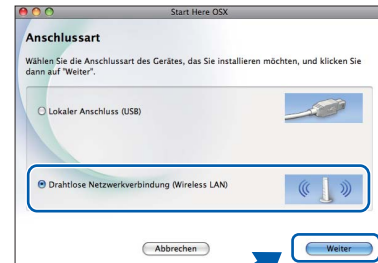 Start Here OSX
Anschlussart
Wählen Sie die Anschlussart des Gerätes, das Sie installieren möchten, und klicken Sie
dann auf "Weiter".
Lokaler Anschluss (USB)
Drahtlose Netzwerkverbindung (Wireless LAN)
Abbrechen
Weiter